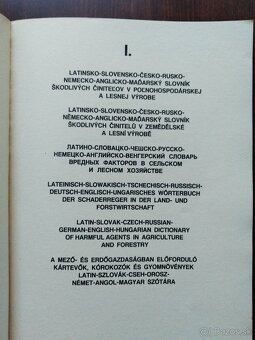 I.
LATINSKO-SLOVENSKO-ČESKO-RUSKO-
NEMECKO-ANGLICKO-MAĎARSKÝ SLOVNÍK
ŠKODLIVÝCH ČINITEĽOV V POĽNOHOSPODÁRSKEJ
A LESNEJ VÝROBE
LATINSKO-SLOVENSKO-ČESKO-RUSKO-
NĚMECKO-ANGLICKO-MAĎARSKÝ SLOVNÍK
ŠKODLIVÝCH ČINITELŮ V ZEMĚDĚLSKÉ
A LESNÍ VÝROBĚ
ЛАТИНО-СЛОВАЦКО-ЧЕШСКО-РУССКО-
НЕМЕЦКО-АНГЛИЙСКО-ВЕНГЕРСКИЙ СЛОВАРЬ
ВРЕДНЫХ ФАКТОРОВ В СЕЛЬСКОМ
И ЛЕСНОМ ХОЗЯЙСТВЕ
LATEINISCH-SLOWAKISCH-TSCHECHISCH-RUSSISCH-
DEUTSCH-ENGLISCH-UNGARISCHES WÖRTERBUCH
DER SCHADERREGER IN DER LAND- UND
FORSTWIRTSCHAFT
LATIN-SLOVAK-CZECH-RUSSIAN-
GERMAN-ENGLISH-HUNGARIAN DICTIONARY
OF HARMFUL AGENTS IN AGRICULTURE
AND FORESTRY
A MEZŐ- ÉS ERDŐGAZDASÁGBAN ELŐFORDULÓ
KÁRTEVŐK, KÓROKOZÓK ÉS GYOMNÖVÉNYEK
LATIN-SZLOVÁK-CSEH-OROSZ-
NÉMET-ANGOL-MAGYAR SZÓTÁRA